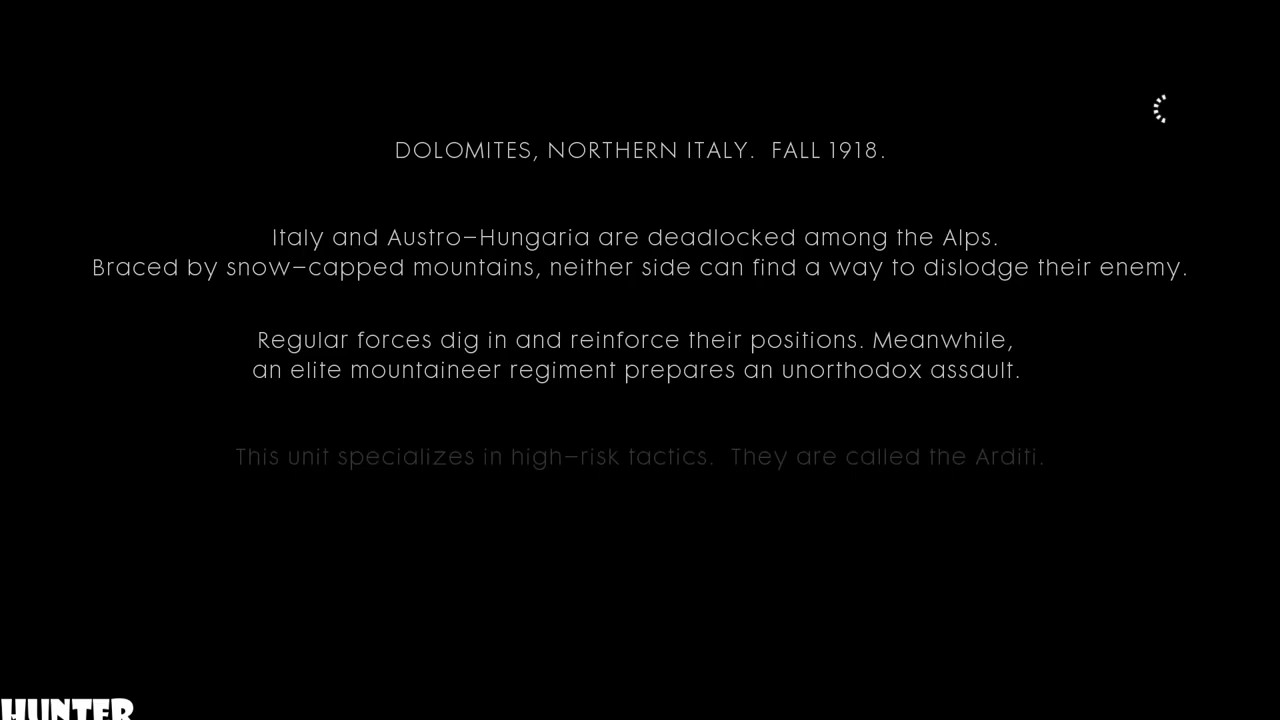 DOLOMITES, NORTHERN ITALY. FALL 1918.
Italy and Austro-Hungaria are deadlocked among the Alps.
Braced by snow-capped mountains, neither side can find a way to dislodge their enemy.
Regular forces dig in and reinforce their positions. Meanwhile,
an elite mountaineer regiment prepares an unorthodox assault.
This unit specializes in high-risk tactics. They are called the Arditi.
HUNTER